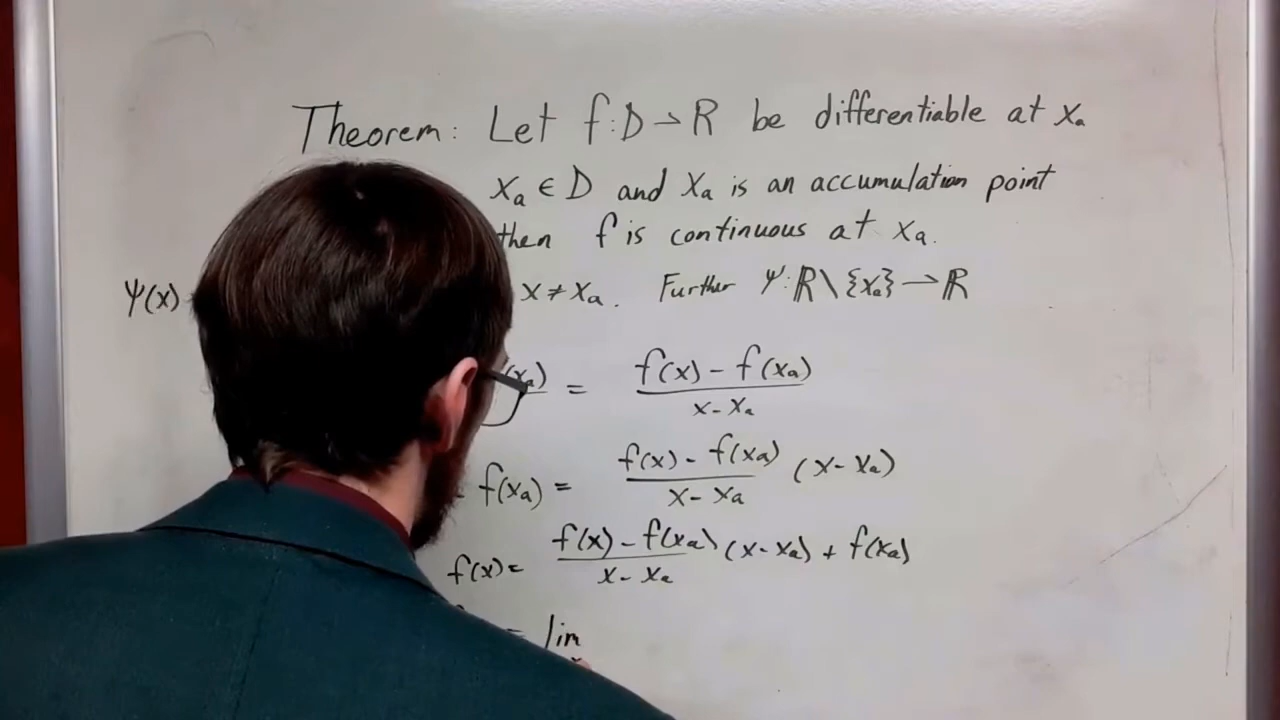 Theorem: Let f: D → R be differentiable at xₐ
xₐ ∈ D and xₐ is an accumulation point
then f is continuous at xₐ.
Ψ(x) x ≠ xₐ. Further Ψ: R \ {xₐ} → R
(xₐ) = (f(x) - f(xₐ)) / (x - xₐ)
- f(xₐ) = (f(x) - f(xₐ)) / (x - xₐ) (x - xₐ)
f(x) = (f(x) - f(xₐ)) / (x - xₐ) (x - xₐ) + f(xₐ)
= lim